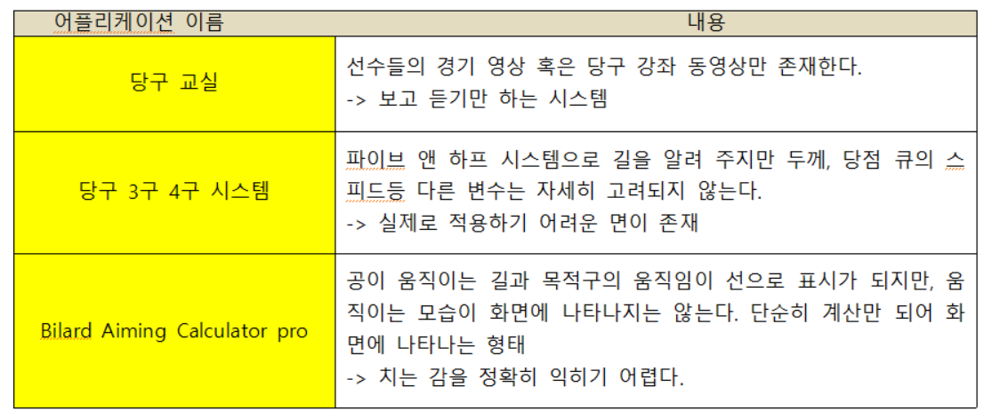 어플리케이션 이름 내용
당구 교실
선수들의 경기 영상 혹은 당구 강좌 동영상만 존재한다.
-> 보고 듣기만 하는 시스템
당구 3구 4구 시스템
파이브 앤 하프 시스템으로 길을 알려 주지만 두께, 당점 큐의 스
피드등 다른 변수는 자세히 고려되지 않는다.
-> 실제로 적용하기 어려운 면이 존재
Bilard Aiming Calculator pro
공이 움직이는 길과 목적구의 움직임이 선으로 표시가 되지만, 움
직이는 모습이 화면에 나타나지는 않는다. 단순히 계산만 되어 화
면에 나타나는 형태
-> 치는 감을 정확히 익히기 어렵다.